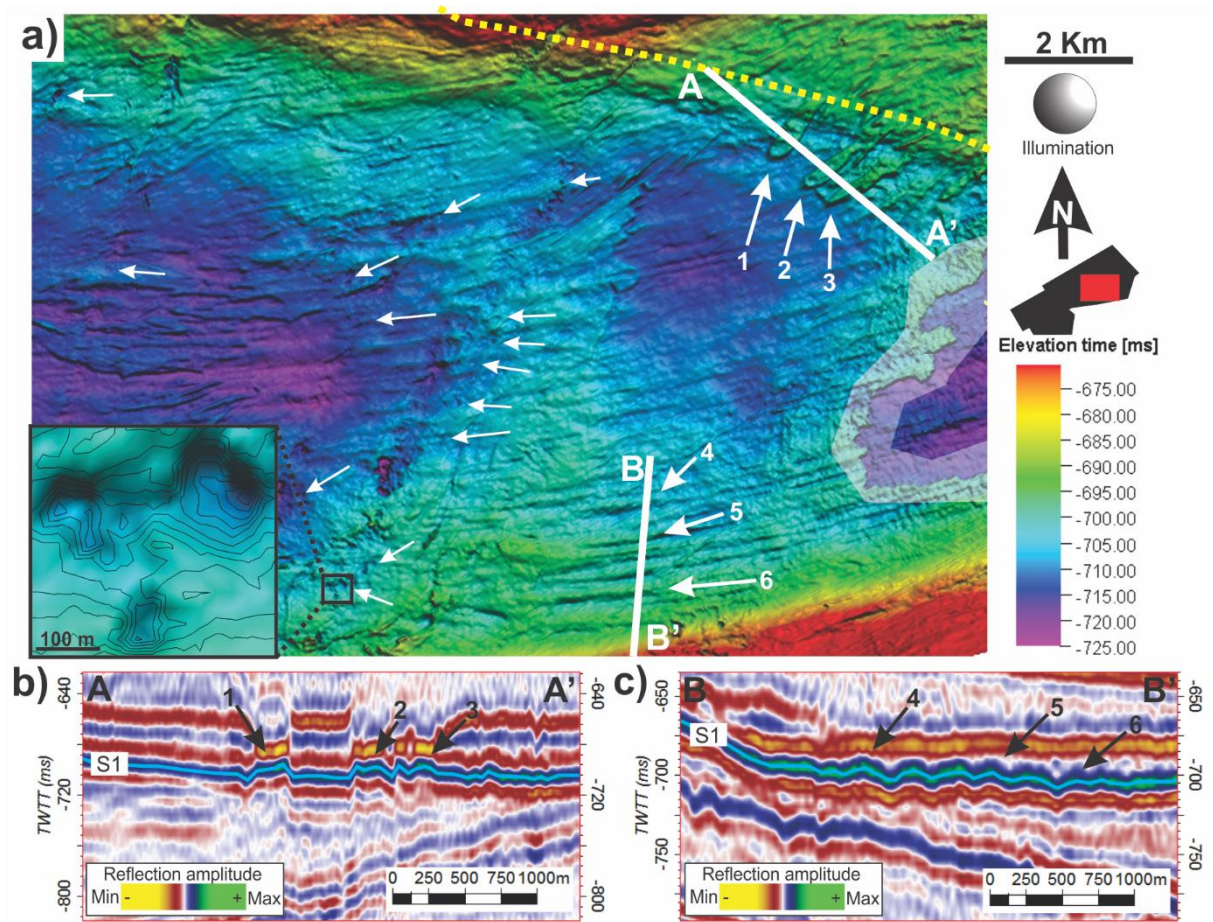 a)
A
A'
1
2
3
B
4
5
6
B'
100 m
2 Km
Illumination
N
Elevation time [ms]
-675.00
-680.00
-685.00
-690.00
-695.00
-700.00
-705.00
-710.00
-715.00
-720.00
-725.00
b)
A
A'
-640
-640
1
2
3
S1
-720
-720
-800
-800
TWTT (ms)
Reflection amplitude
Min - + Max
0 250 500 750 1000m
c)
B
B'
-650
-650
4
5
6
S1
-700
-700
-750
-750
TWTT (ms)
Reflection amplitude
Min - + Max
0 250 500 750 1000m